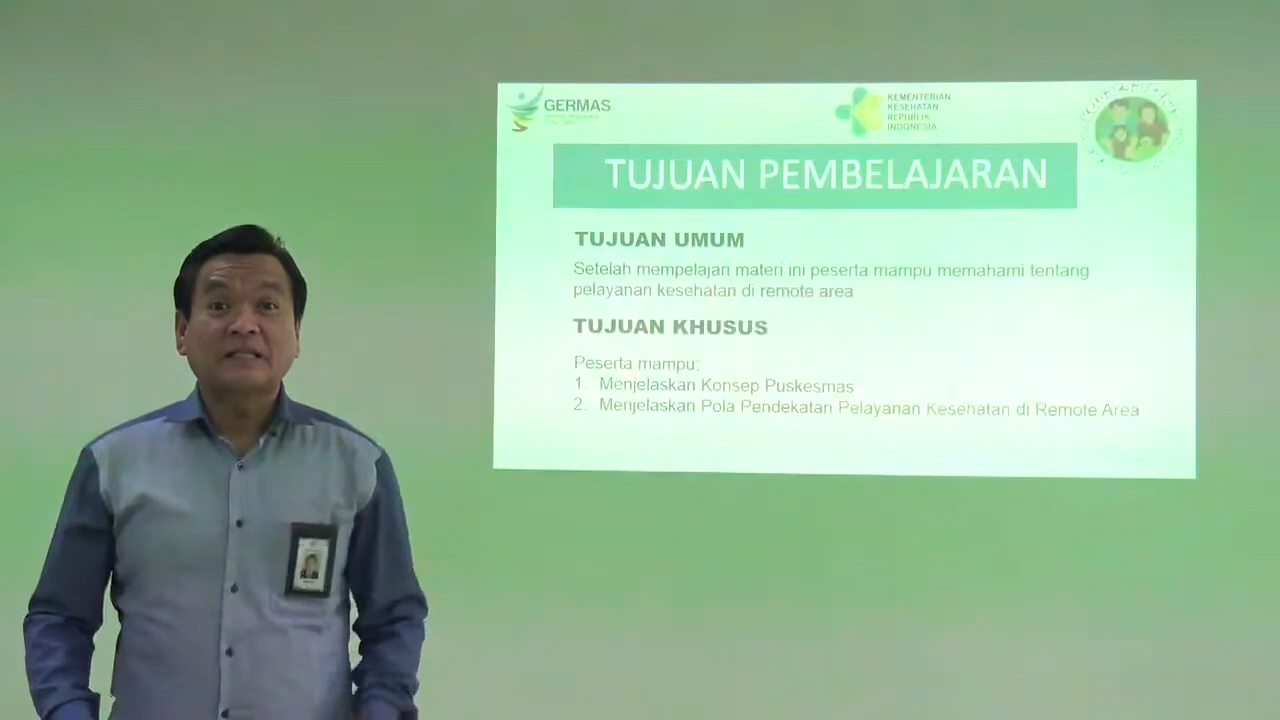 GERMAS
KEMENTERIAN
KESEHATAN
REPUBLIK
INDONESIA
TUJUAN PEMBELAJARAN
TUJUAN UMUM
Setelah mempelajari materi ini peserta mampu memahami tentang
pelayanan kesehatan di remote area
TUJUAN KHUSUS
Peserta mampu:
1. Menjelaskan Konsep Puskesmas
2. Menjelaskan Pola Pendekatan Pelayanan Kesehatan di Remote Area